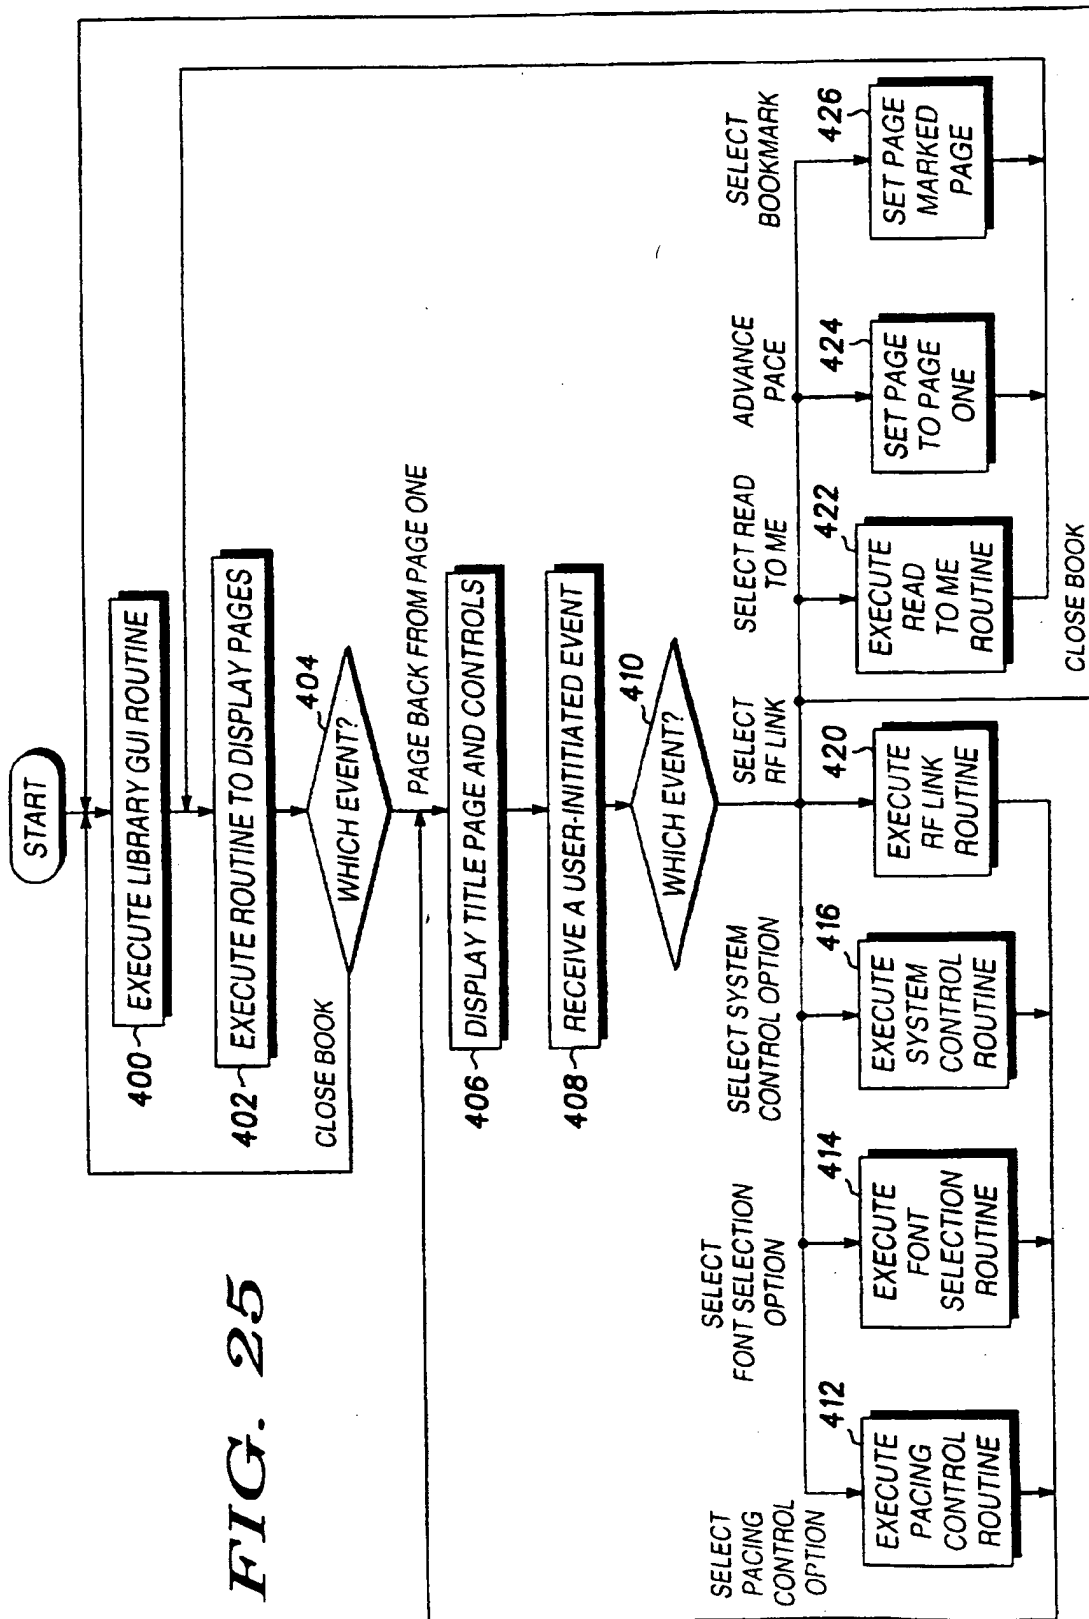 FIG. 25
START
400
EXECUTE LIBRARY GUI ROUTINE
402
EXECUTE ROUTINE TO DISPLAY PAGES
404
WHICH EVENT?
CLOSE BOOK
PAGE BACK FROM PAGE ONE
406
DISPLAY TITLE PAGE AND CONTROLS
408
RECEIVE A USER-INITIATED EVENT
410
WHICH EVENT?
SELECT
PACING
CONTROL
OPTION
412
EXECUTE
PACING
CONTROL
ROUTINE
SELECT
FONT SELECTION
OPTION
414
EXECUTE
FONT
SELECTION
ROUTINE
SELECT SYSTEM
CONTROL OPTION
416
EXECUTE
SYSTEM
CONTROL
ROUTINE
SELECT
RF LINK
420
EXECUTE
RF LINK
ROUTINE
SELECT READ
TO ME
422
EXECUTE
READ
TO ME
ROUTINE
ADVANCE
PACE
424
SET PAGE
TO PAGE
ONE
SELECT
BOOKMARK
426
SET PAGE
MARKED
PAGE
CLOSE BOOK